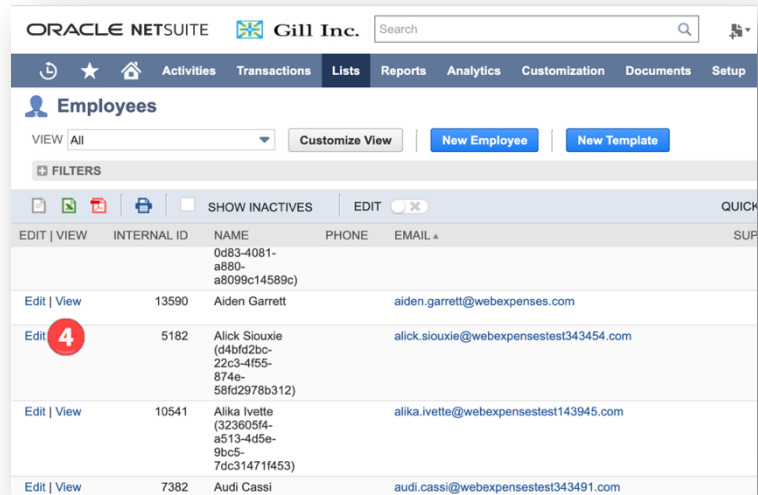 ORACLE NETSUITE Gill Inc. Search
Activities Transactions Lists Reports Analytics Customization Documents Setup
Employees
VIEW All Customize View New Employee New Template
FILTERS
SHOW INACTIVES EDIT QUICK
EDIT | VIEW INTERNAL ID NAME PHONE EMAIL SUP
0d83-4081-
a880-
a8099c14589c)
Edit | View 13590 Aiden Garrett aiden.garrett@webexpenses.com
Edit 4 5182 Alick Siouxie alick.siouxie@webexpensestest343454.com
(d4bfd2bc-
22c3-4f55-
874e-
58fd2978b312)
Edit | View 10541 Alika Ivette alika.ivette@webexpensestest143945.com
(323605f4-
a513-4d5e-
9bc5-
7dc31471f453)
Edit | View 7382 Audi Cassi audi.cassi@webexpensestest343491.com